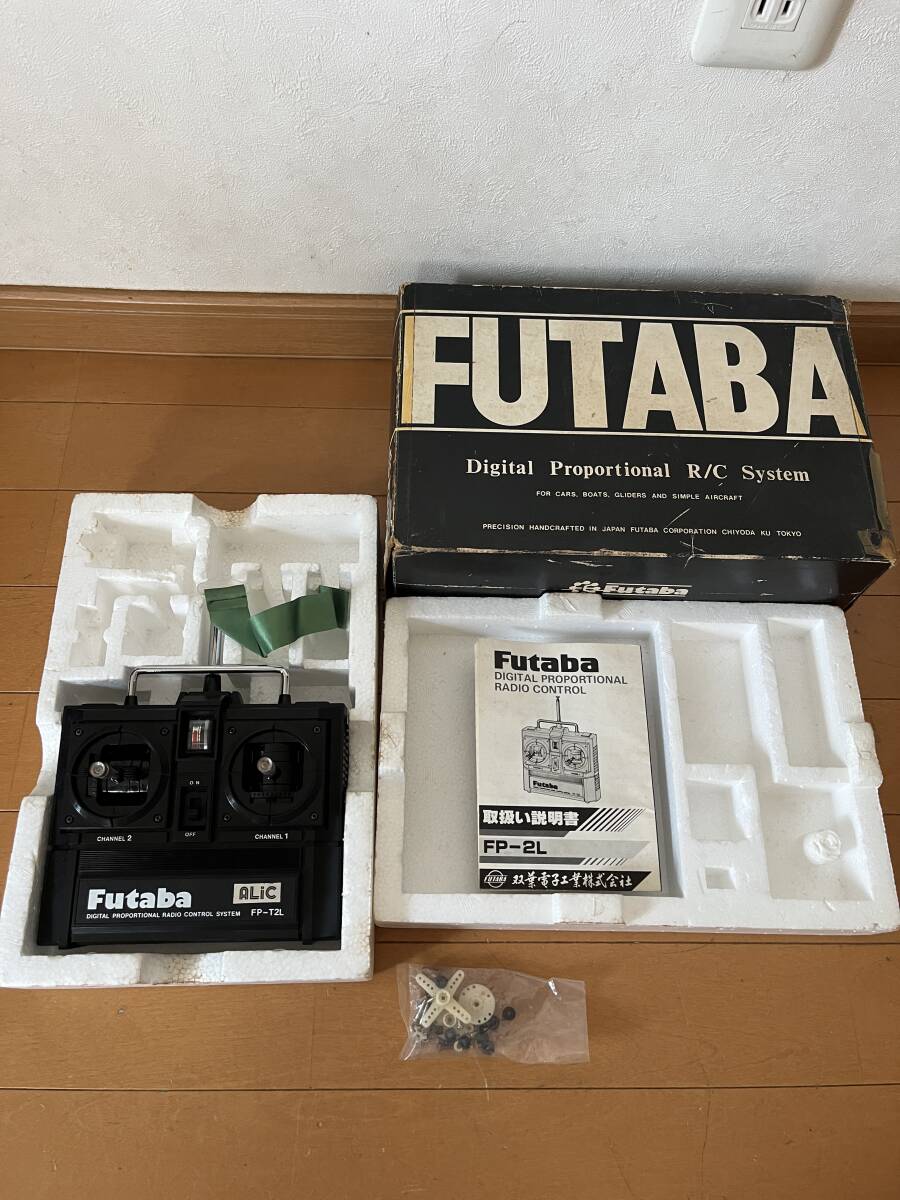 FUTABA
Digital Proportional R/C System
FOR CARS, BOATS, GLIDERS AND SIMPLE AIRCRAFT
PRECISION HANDCRAFTED IN JAPAN FUTABA CORPORATION CHIYODA KU TOKYO
Futaba
Futaba
DIGITAL PROPORTIONAL
RADIO CONTROL
Futaba
取扱い説明書
FP-2L
FUTABA 双葉電子工業株式会社
ON
OFF
CHANNEL 2
CHANNEL 1
Futaba ALiC
DIGITAL PROPORTIONAL RADIO CONTROL SYSTEM FP-T2L